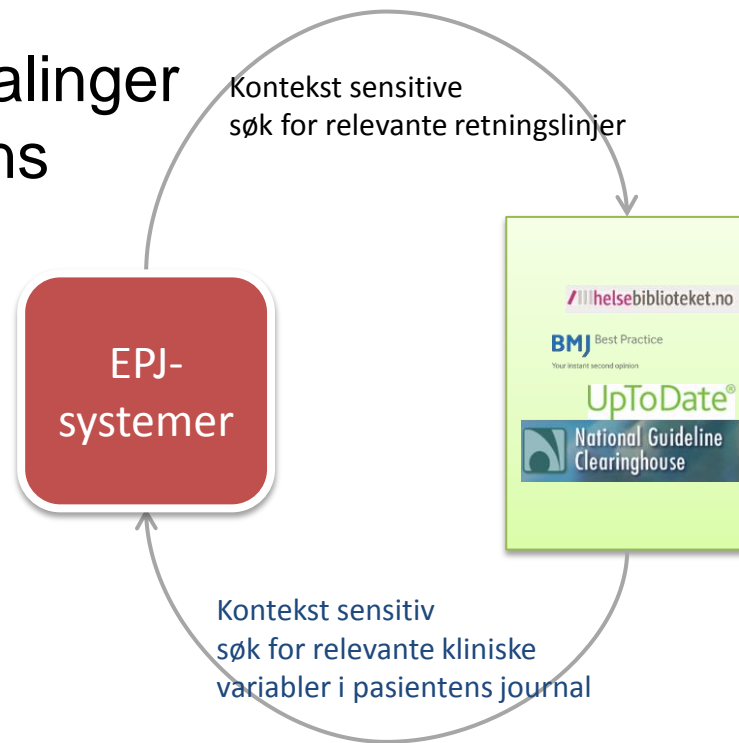 alinger
ns
Kontekst sensitive
søk for relevante retningslinjer
EPJ-
systemer
helsebiblioteket.no
BMJ Best Practice
Your instant second opinion
UpToDate®
National Guideline
Clearinghouse
Kontekst sensitiv
søk for relevante kliniske
variabler i pasientens journal